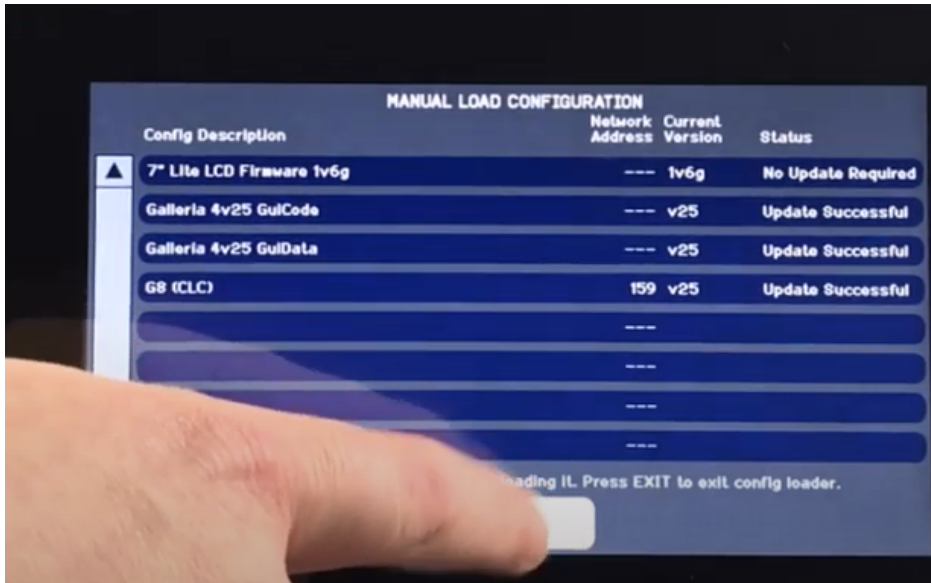 MANUAL LOAD CONFIGURATION
Network Current
Config Description Address Version Status
7" Lite LCD Firmware 1v6g --- 1v6g No Update Required
Galleria 4v25 GuiCode --- v25 Update Successful
Galleria 4v25 GuiData --- v25 Update Successful
G8 (CLC) 159 v25 Update Successful
---
---
---
---
it. Press EXIT to exit config loader.